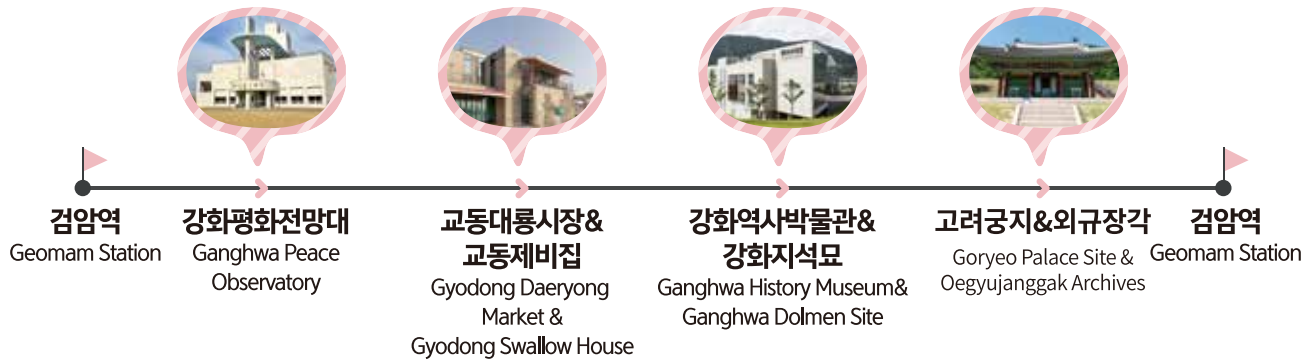 검암역
Geomam Station
강화평화전망대
Ganghwa Peace
Observatory
교동대룡시장&
교동제비집
Gyodong Daeryong
Market &
Gyodong Swallow House
강화역사박물관&
강화지석묘
Ganghwa History Museum&
Ganghwa Dolmen Site
고려궁지&외규장각
Goryeo Palace Site &
Oegyujanggak Archives
검암역
Geomam Station